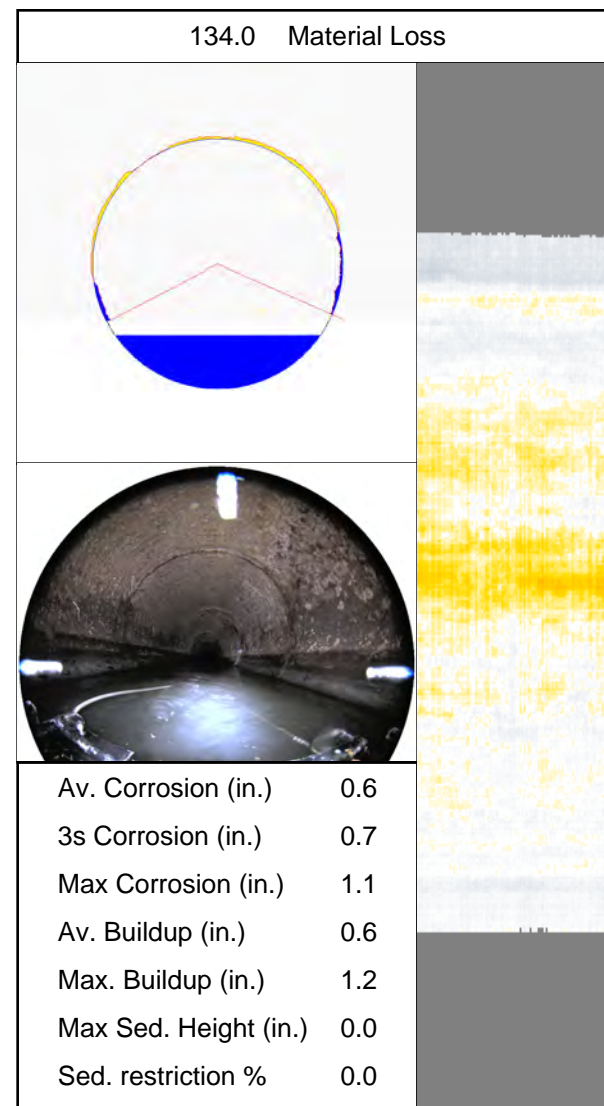 134.0 Material Loss
Av. Corrosion (in.) 0.6
3s Corrosion (in.) 0.7
Max Corrosion (in.) 1.1
Av. Buildup (in.) 0.6
Max. Buildup (in.) 1.2
Max Sed. Height (in.) 0.0
Sed. restriction % 0.0